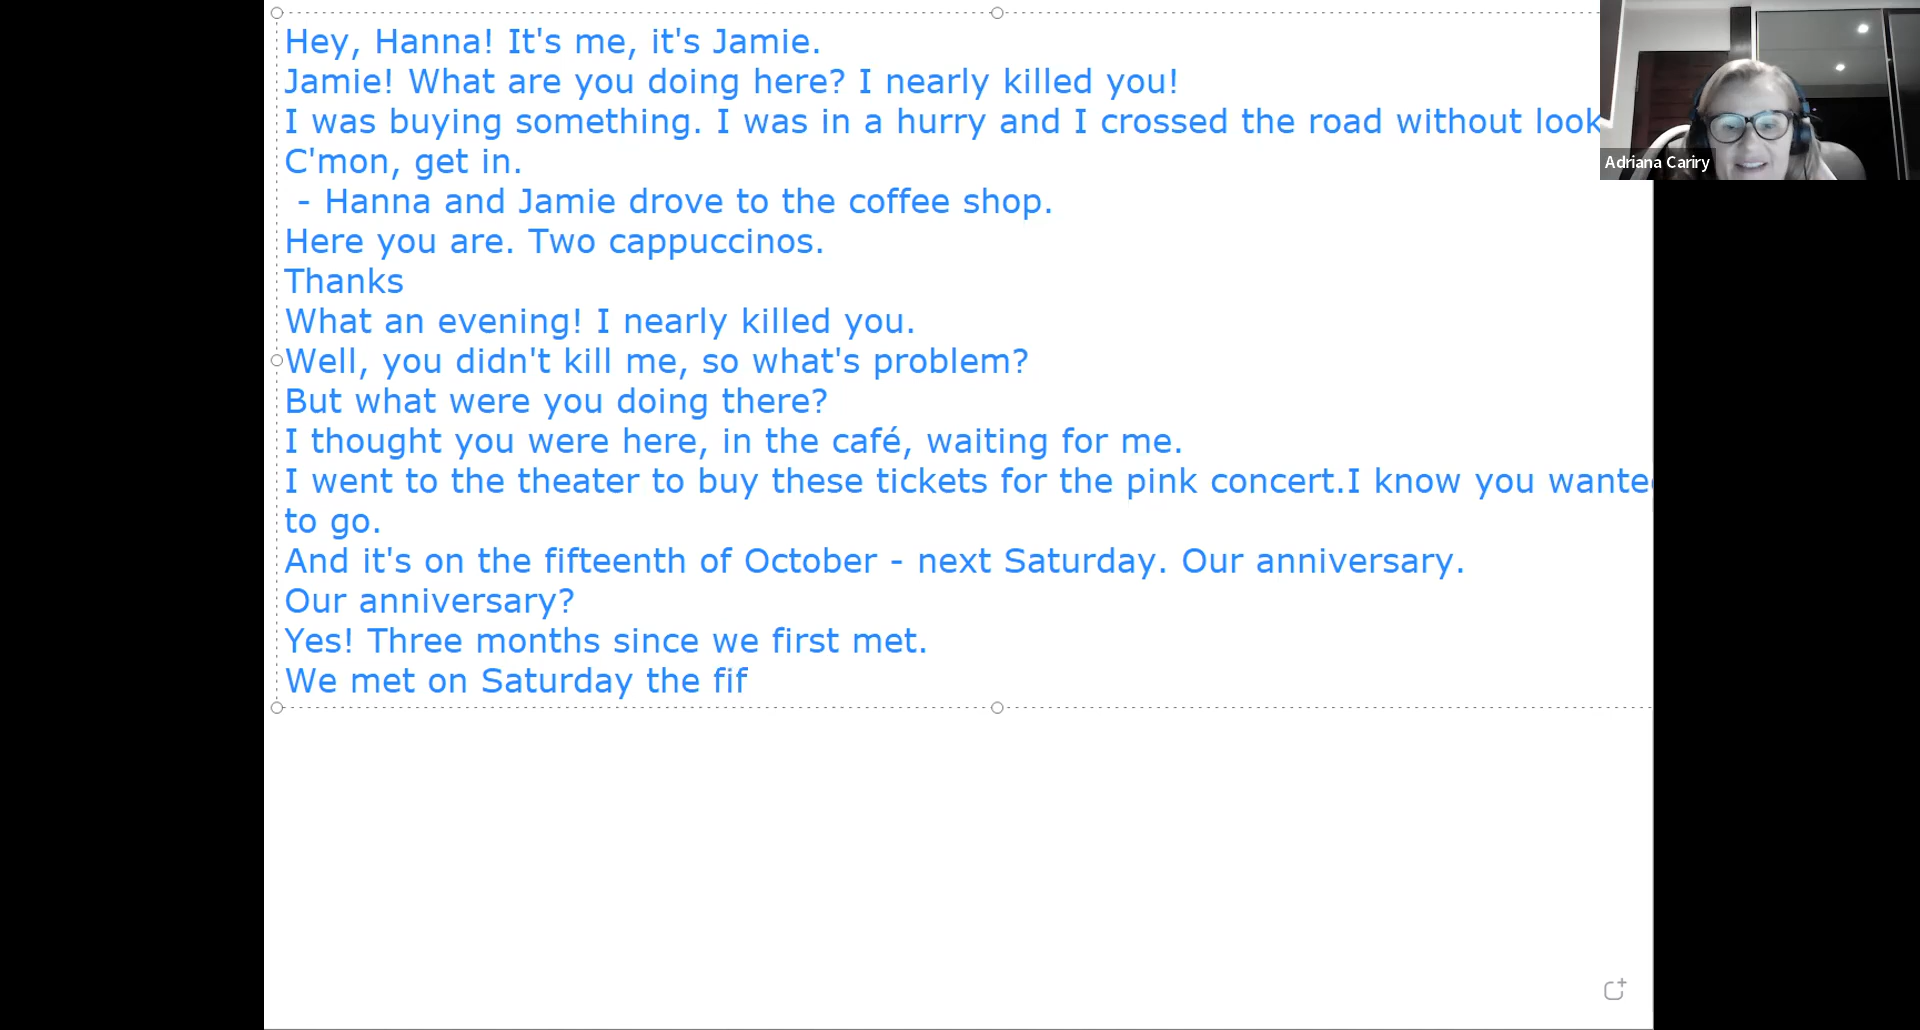 Hey, Hanna! It's me, it's Jamie.
Jamie! What are you doing here? I nearly killed you!
I was buying something. I was in a hurry and I crossed the road without look
C'mon, get in.
- Hanna and Jamie drove to the coffee shop.
Here you are. Two cappuccinos.
Thanks
What an evening! I nearly killed you.
Well, you didn't kill me, so what's problem?
But what were you doing there?
I thought you were here, in the café, waiting for me.
I went to the theater to buy these tickets for the pink concert.I know you wanted
to go.
And it's on the fifteenth of October - next Saturday. Our anniversary.
Our anniversary?
Yes! Three months since we first met.
We met on Saturday the fif
Adriana Cariry